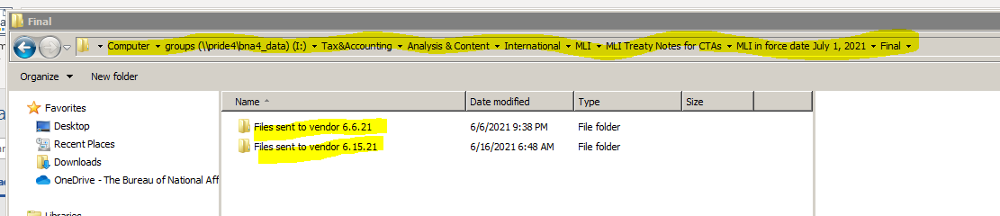 Final
Computer groups (\\pride4\bna4_data) (I:) Tax&Accounting Analysis & Content International MLI MLI Treaty Notes for CTAs MLI in force date July 1, 2021 Final
Organize New folder
Favorites
Desktop
Recent Places
Downloads
OneDrive - The Bureau of National Aff
Name Date modified Type Size
Files sent to vendor 6.6.21 6/6/2021 9:38 PM File folder
Files sent to vendor 6.15.21 6/16/2021 6:48 AM File folder